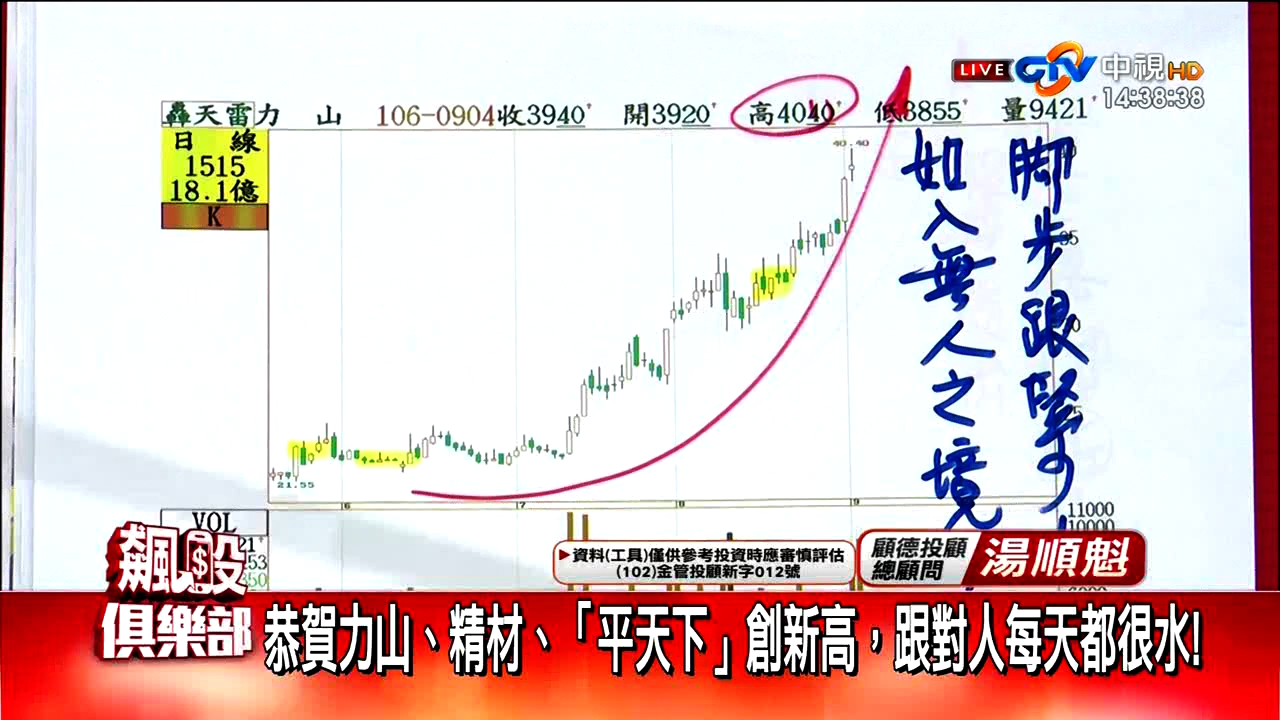 LIVE CTV 中視HD
14:38:38
轟天雷力 山 106-0904收3940↑ 開3920↑ 高4040↑ 低3855↑ 量9421↑
日 線
1515
18.1億
K
40.40
21.55
6 7 8 9
腳步跟緊
如入無人之境
11000
10000
VOL
資料(工具)僅供參考投資時應審慎評估
(102)金管投顧新字012號
顧德投顧
總顧問
湯順魁
飆股
俱樂部
恭賀力山、精材、「平天下」創新高，跟對人每天都很水!